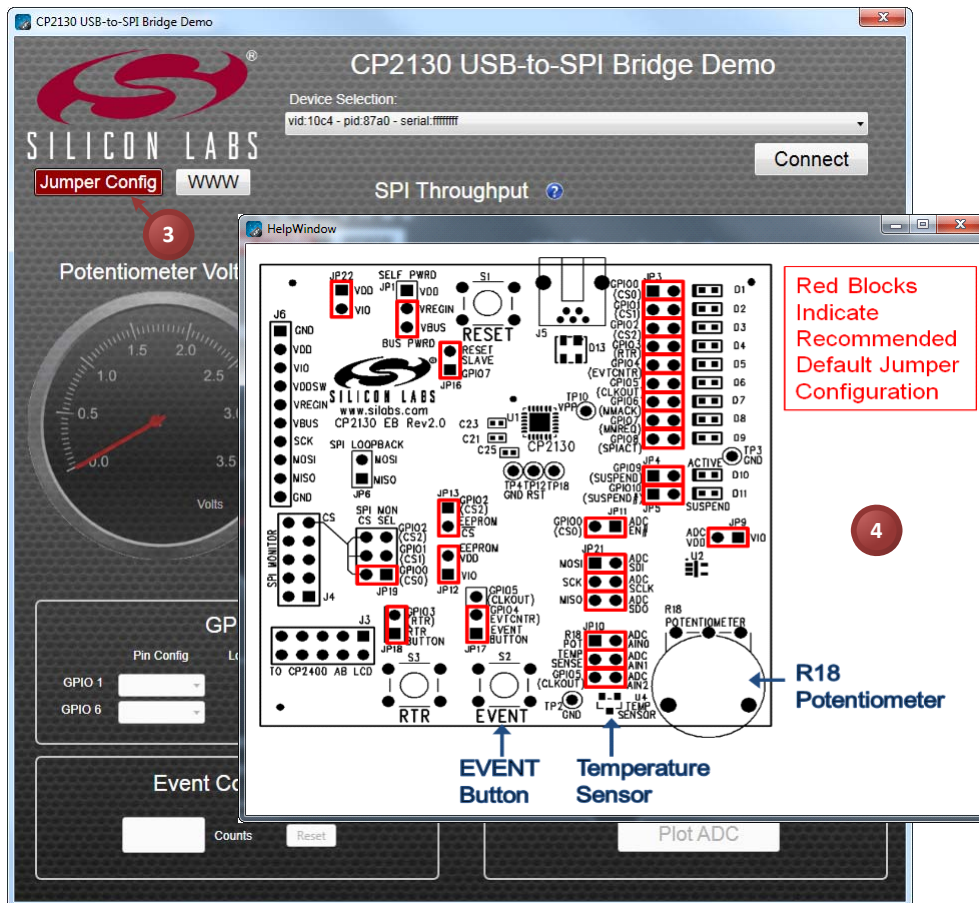 CP2130 USB-to-SPI Bridge Demo
CP2130 USB-to-SPI Bridge Demo
Device Selection:
vid:10c4 - pid:87a0 - serial:ffffffff
SILICON LABS
Connect
Jumper Config
WWW
SPI Throughput
?
3
HelpWindow
Potentiometer Volt
0.0
0.5
1.0
1.5
2.0
2.5
3.0
3.5
Volts
GP
Pin Config
Lo
GPIO 1
GPIO 6
Event Co
Counts
Reset
Plot ADC
Red Blocks
Indicate
Recommended
Default Jumper
Configuration
4
JP22
VDD
VIO
SELF PWRD
JP1
VDD
VREGIN
VBUS
BUS PWRD
S1
RESET
J5
D13
J6
GND
VDD
VIO
VDDSW
VREGIN
VBUS
SCK
MOSI
MISO
GND
RESET
SLAVE
GPIO7
JP16
SILICON LABS
www.silabs.com
CP2130 EB Rev2.0
SPI LOOPBACK
MOSI
MISO
JP6
C23
C21
C25
U1
CP2130
TP10
VPP
TP4 TP12 TP18
GND RST
JP3
GPIO0
(CS0)
GPIO1
(CS1)
GPIO2
(CS2)
GPIO3
(RTR)
GPIO4
(EVTCNTR)
GPIO5
(CLKOUT)
GPIO6
(MMACK)
GPIO7
(MNREQ)
GPIO8
(SPIACT)
D1
D2
D3
D4
D5
D6
D7
D8
D9
TP3
GND
JP4
GPIO9
(SUSPEND)
GPIO10
(SUSPEND#)
JP5
ACTIVE
D10
D11
SUSPEND
SPI MONITOR
CS
J4
SPI MON
CS SEL
GPIO2
(CS2)
GPIO1
(CS1)
GPIO0
(CS0)
JP19
JP13
GPIO2
(CS2)
EEPROM
CS
EEPROM
VDD
VIO
JP12
GPIO0
(CS0)
JP11
ADC
EN#
JP9
ADC
VDD
VIO
U2
JP21
MOSI
ADC
SDI
SCK
ADC
SCLK
MISO
ADC
SDO
J3
TO CP2400 AB LCD
GPIO3
(RTR)
RTR
BUTTON
JP18
GPIO5
(CLKOUT)
GPIO4
EVTCNTR)
EVENT
BUTTON
JP17
JP10
R18
POT
ADC
AIN0
TEMP
SENSE
ADC
AIN1
GPIO5
(CLKOUT)
ADC
AIN2
R18
POTENTIOMETER
S3
RTR
S2
EVENT
TP2
GND
U4
TEMP
SENSOR
R18
Potentiometer
EVENT
Button
Temperature
Sensor